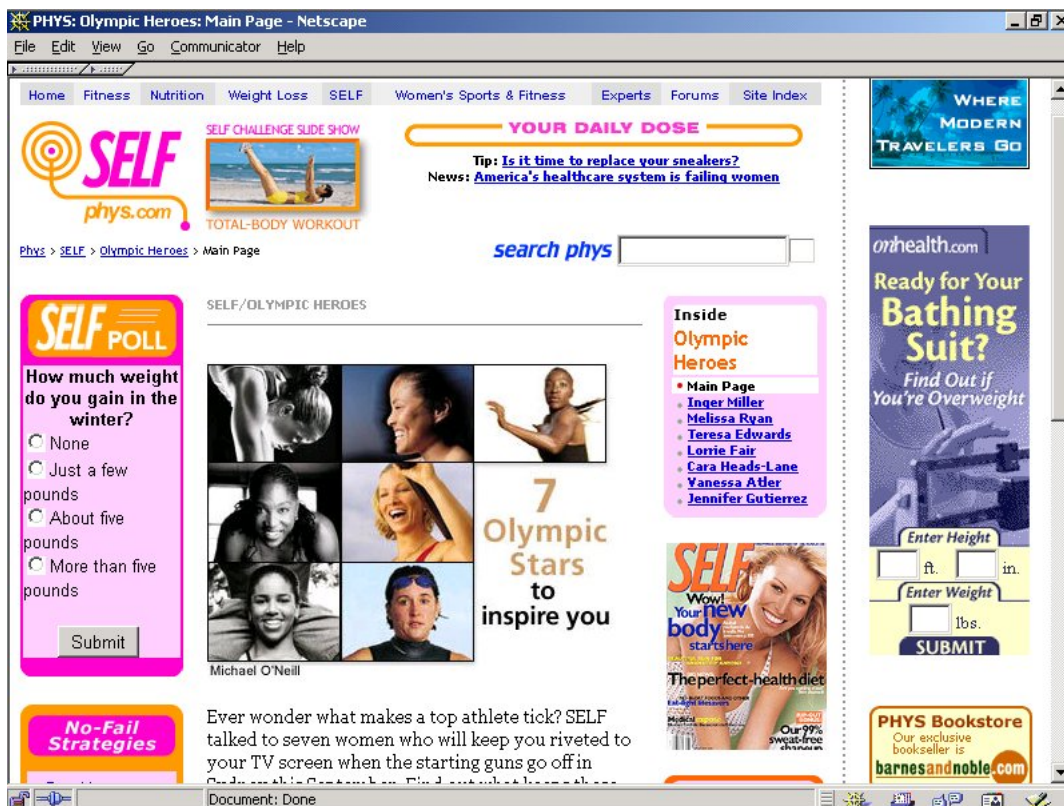 PHYS: Olympic Heroes: Main Page - Netscape
File Edit View Go Communicator Help
Home Fitness Nutrition Weight Loss SELF Women's Sports & Fitness Experts Forums Site Index
SELF
phys.com
SELF CHALLENGE SLIDE SHOW
TOTAL-BODY WORKOUT
YOUR DAILY DOSE
Tip: Is it time to replace your sneakers?
News: America's healthcare system is failing women
WHERE
MODERN
TRAVELERS GO
Phys > SELF > Olympic Heroes > Main Page
search phys
SELF POLL
How much weight
do you gain in the
winter?
None
Just a few
pounds
About five
pounds
More than five
pounds
Submit
No-Fail
Strategies
SELF/OLYMPIC HEROES
7
Olympic
Stars
to
inspire you
Michael O'Neill
Ever wonder what makes a top athlete tick? SELF
talked to seven women who will keep you riveted to
your TV screen when the starting guns go off in
Inside
Olympic
Heroes
Main Page
Inger Miller
Melissa Ryan
Teresa Edwards
Lorrie Fair
Cara Heads-Lane
Vanessa Atler
Jennifer Gutierrez
SELF
Wow!
Your new
body
starts here
The perfect-health diet
Our 99%
sweat-free
onhealth.com
Ready for Your
Bathing
Suit?
Find Out if
You're Overweight
Enter Height
ft. in.
Enter Weight
lbs.
SUBMIT
PHYS Bookstore
Our exclusive
bookseller is
barnesandnoble.com
Document: Done